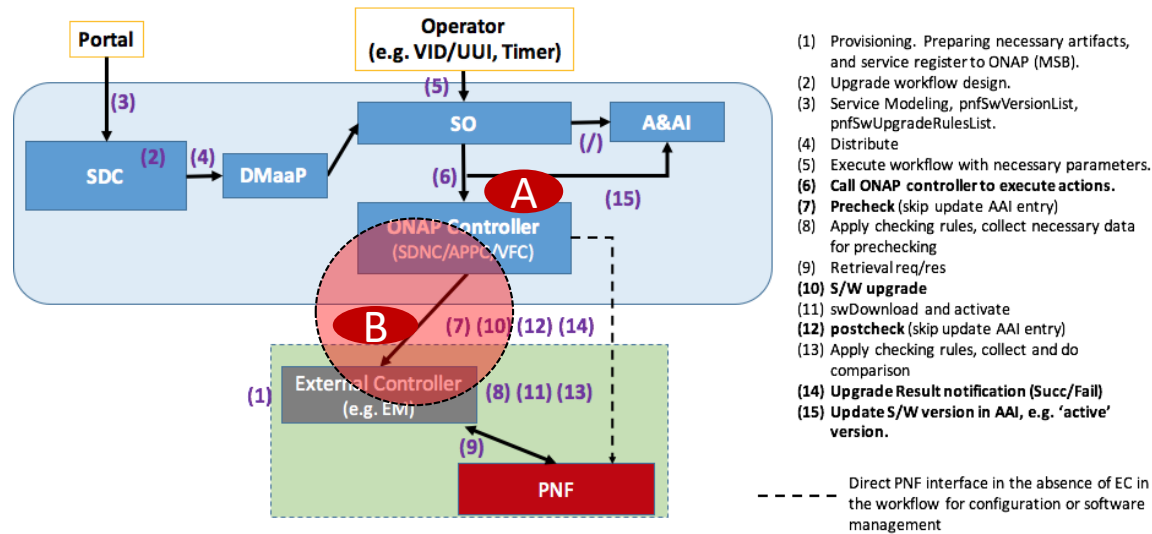 Portal
Operator
(e.g. VID/UUI, Timer)
(3)
(5)
SO
(/)
A&AI
SDC
(2)
(4)
DMaaP
(6)
A
(15)
ONAP Controller
(SDNC/APPC/VFC)
B
(7) (10) (12) (14)
(1)
External Controller
(e.g. EM)
(8) (11) (13)
(9)
PNF
(1) Provisioning. Preparing necessary artifacts,
and service register to ONAP (MSB).
(2) Upgrade workflow design.
(3) Service Modeling, pnfSwVersionList,
pnfSwUpgradeRulesList.
(4) Distribute
(5) Execute workflow with necessary parameters.
(6) Call ONAP controller to execute actions.
(7) Precheck (skip update AAI entry)
(8) Apply checking rules, collect necessary data
for prechecking
(9) Retrieval req/res
(10) S/W upgrade
(11) swDownload and activate
(12) postcheck (skip update AAI entry)
(13) Apply checking rules, collect and do
comparison
(14) Upgrade Result notification (Succ/Fail)
(15) Update S/W version in AAI, e.g. ‘active’
version.
Direct PNF interface in the absence of EC in
the workflow for configuration or software
management